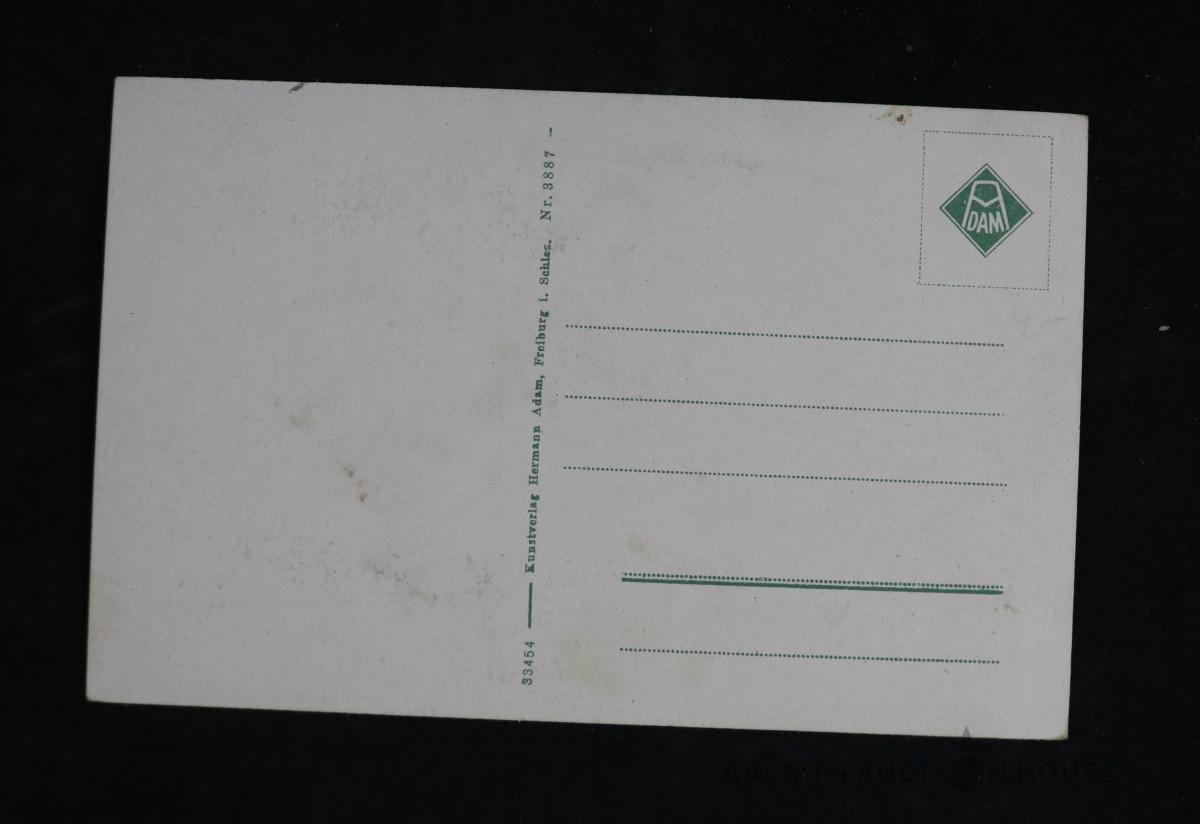 33454 —— Kunstverlag Hermann Adam, Freiburg i. Schles. Nr. 3887 —
ADAM
BALTARS AUCTION HOUSE